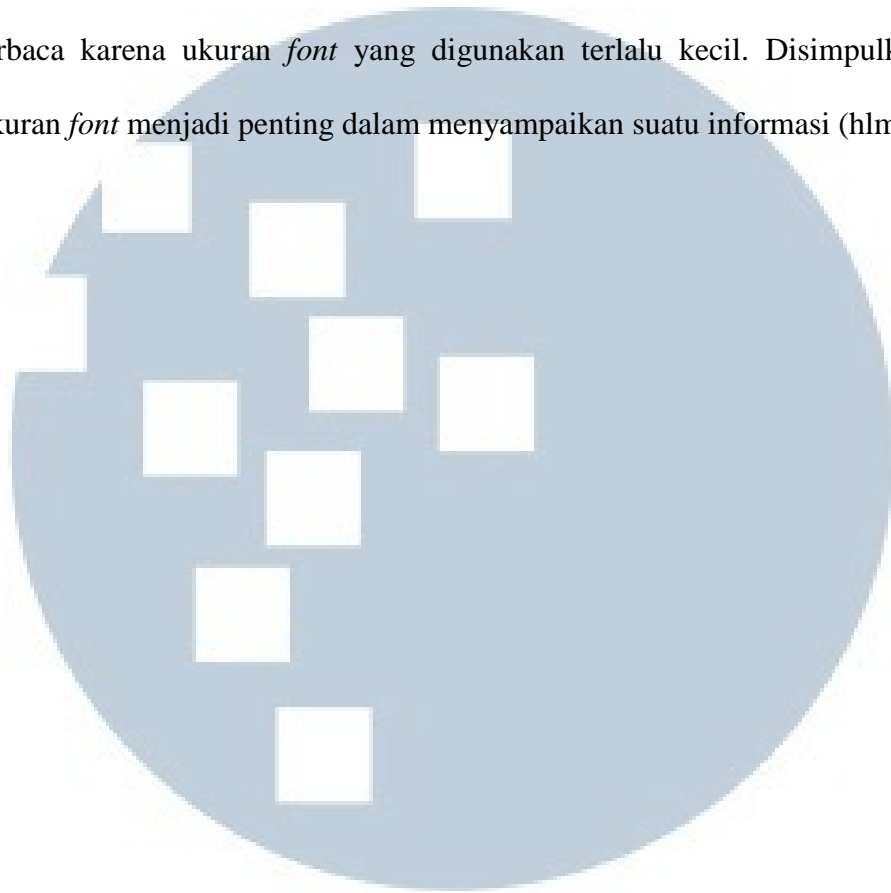 rbaca karena ukuran font yang digunakan terlalu kecil. Disimpulk
kuran font menjadi penting dalam menyampaikan suatu informasi (hlm